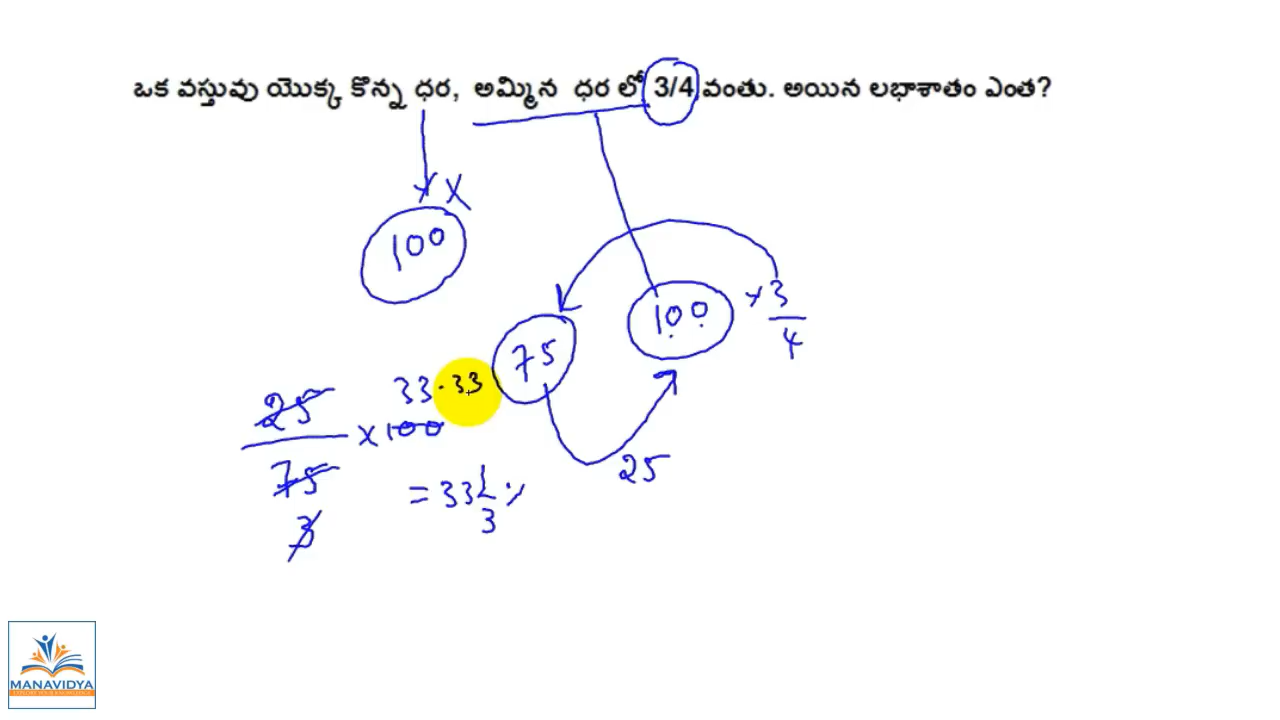 ఒక వస్తువు యొక్క కొన్న ధర, అమ్మిన ధర లో 3/4 వంతు. అయిన లభాశాతం ఎంత?
X
100
100 × 3/4
75
33.33
25/75 × 100
25
= 33 1/3 %
3
MANAVIDYA